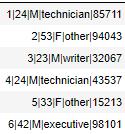 1|24|M|technician|85711
2|53|F|other|94043
3|23|M|writer|32067
4|24|M|technician|43537
5|33|F|other|15213
6|42|M|executive|98101